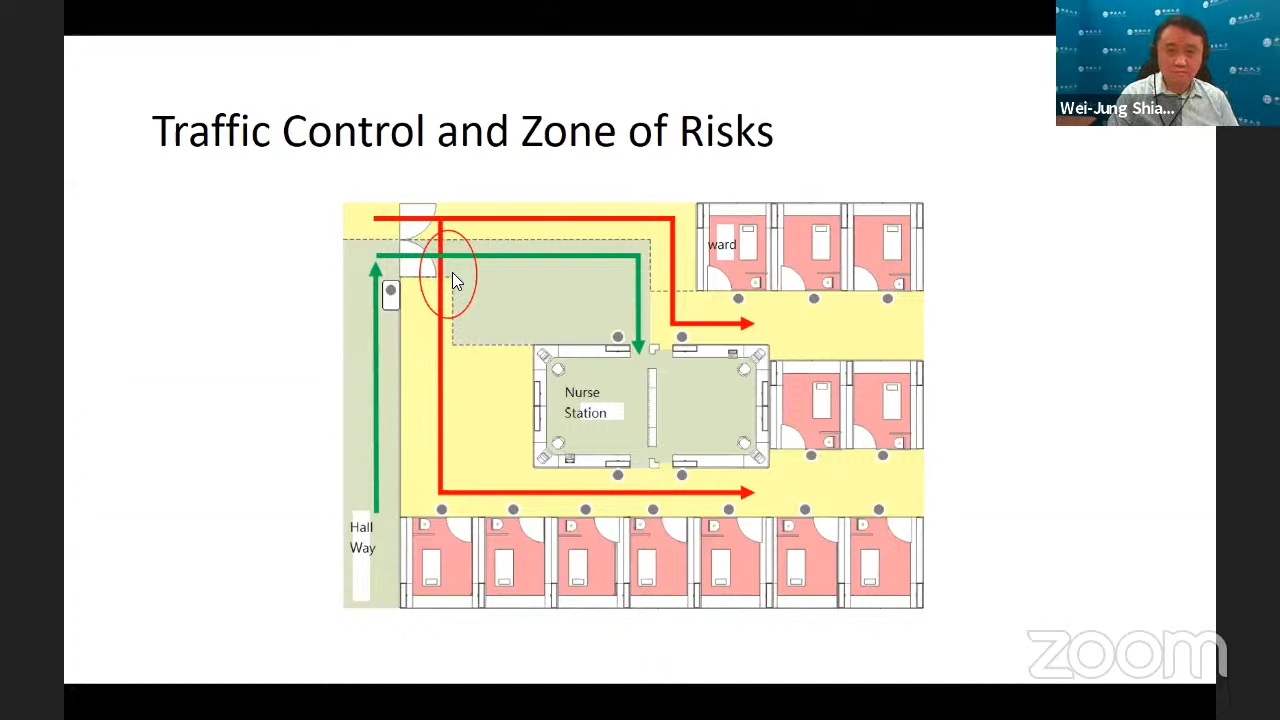 Wei-Jung Shia...
Traffic Control and Zone of Risks
ward
Nurse
Station
Hall
Way
zoom